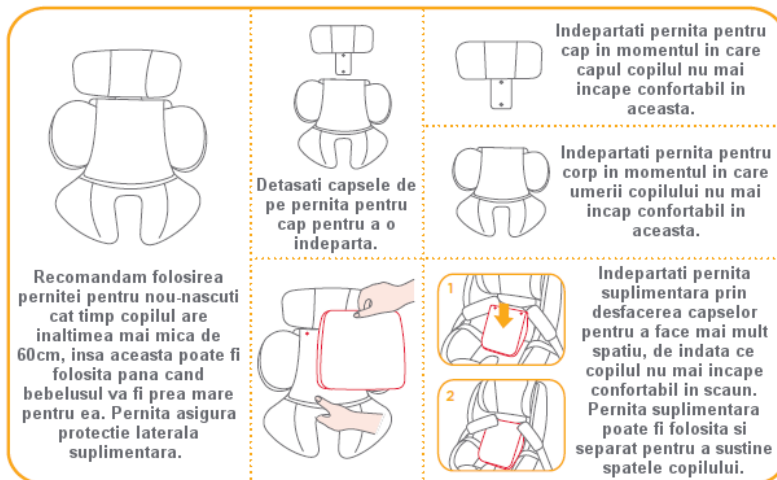 Recomandam folosirea
pernitei pentru nou-nascuti
cat timp copilul are
inaltimea mai mica de
60cm, insa aceasta poate fi
folosita pana cand
bebelusul va fi prea mare
pentru ea. Pernita asigura
protectie laterala
suplimentara.
Detasati capsele de
pe pernita pentru
cap pentru a o
indeparta.
Indepartati pernita pentru
cap in momentul in care
capul copilul nu mai
incape confortabil in
aceasta.
Indepartati pernita pentru
corp in momentul in care
umerii copilului nu mai
incap confortabil in
aceasta.
1
2
Indepartati pernita
suplimentara prin
desfacerea capselor
pentru a face mai mult
spatiu, de indata ce
copilul nu mai incape
confortabil in scaun.
Pernita suplimentara
poate fi folosita si
separat pentru a sustine
spatele copilului.